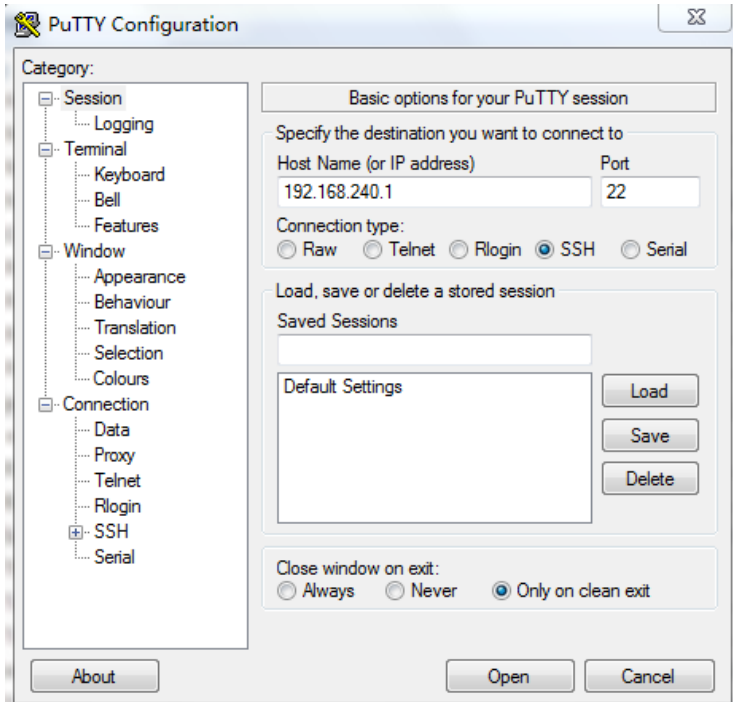 PuTTY Configuration
Category:
Session
Logging
Terminal
Keyboard
Bell
Features
Window
Appearance
Behaviour
Translation
Selection
Colours
Connection
Data
Proxy
Telnet
Rlogin
SSH
Serial
Basic options for your PuTTY session
Specify the destination you want to connect to
Host Name (or IP address) Port
192.168.240.1 22
Connection type:
Raw Telnet Rlogin SSH Serial
Load, save or delete a stored session
Saved Sessions
Default Settings
Load
Save
Delete
Close window on exit:
Always Never Only on clean exit
About Open Cancel